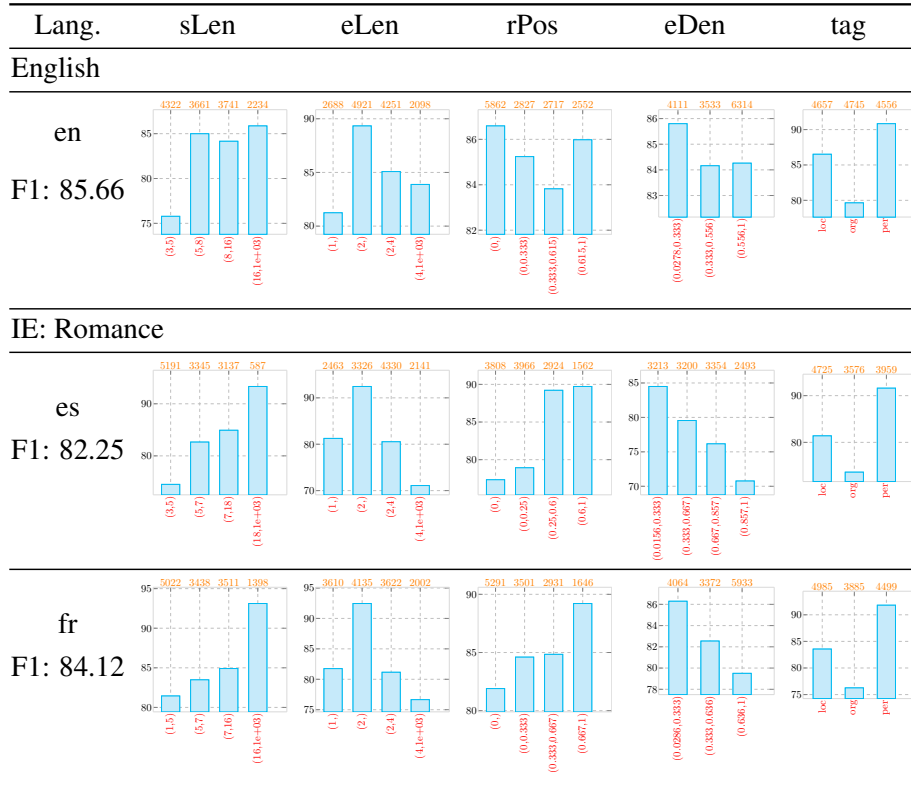 Lang. sLen eLen rPos eDen tag
English
en
F1: 85.66
4322 3661 3741 2234
85
80
75
(3,5) (5,8) (8,16) (16,1e+03)
2688 4921 4251 2098
90
85
80
(1,) (2,) (2,4) (4,1e+03)
5862 2827 2717 2552
86
84
82
(0,) (0,0.333) (0.333,0.615) (0.615,1)
4111 3533 6314
86
85
84
83
(0.0278,0.333) (0.333,0.556) (0.556,1)
4657 4745 4556
90
85
80
loc org per
IE: Romance
es
F1: 82.25
5191 3345 3137 587
90
80
(3,5) (5,7) (7,18) (18,1e+03)
2463 3326 4330 2141
90
80
70
(1,) (2,) (2,4) (4,1e+03)
3808 3966 2924 1562
90
80
(0,) (0,0.25) (0.25,0.6) (0.6,1)
3213 3200 3354 2493
85
80
75
70
(0.0156,0.333) (0.333,0.667) (0.667,0.857) (0.857,1)
4725 3576 3959
90
80
loc org per
fr
F1: 84.12
5022 3438 3511 1398
95
90
85
80
(1,5) (5,7) (7,16) (16,1e+03)
3610 4135 3622 2002
95
90
85
80
75
(1,) (2,) (2,4) (4,1e+03)
5291 3501 2931 1646
90
85
80
(0,) (0,0.333) (0.333,0.667) (0.667,1)
4064 3372 5933
86
84
82
80
78
(0.0286,0.333) (0.333,0.636) (0.636,1)
4985 3885 4499
90
85
80
75
loc org per